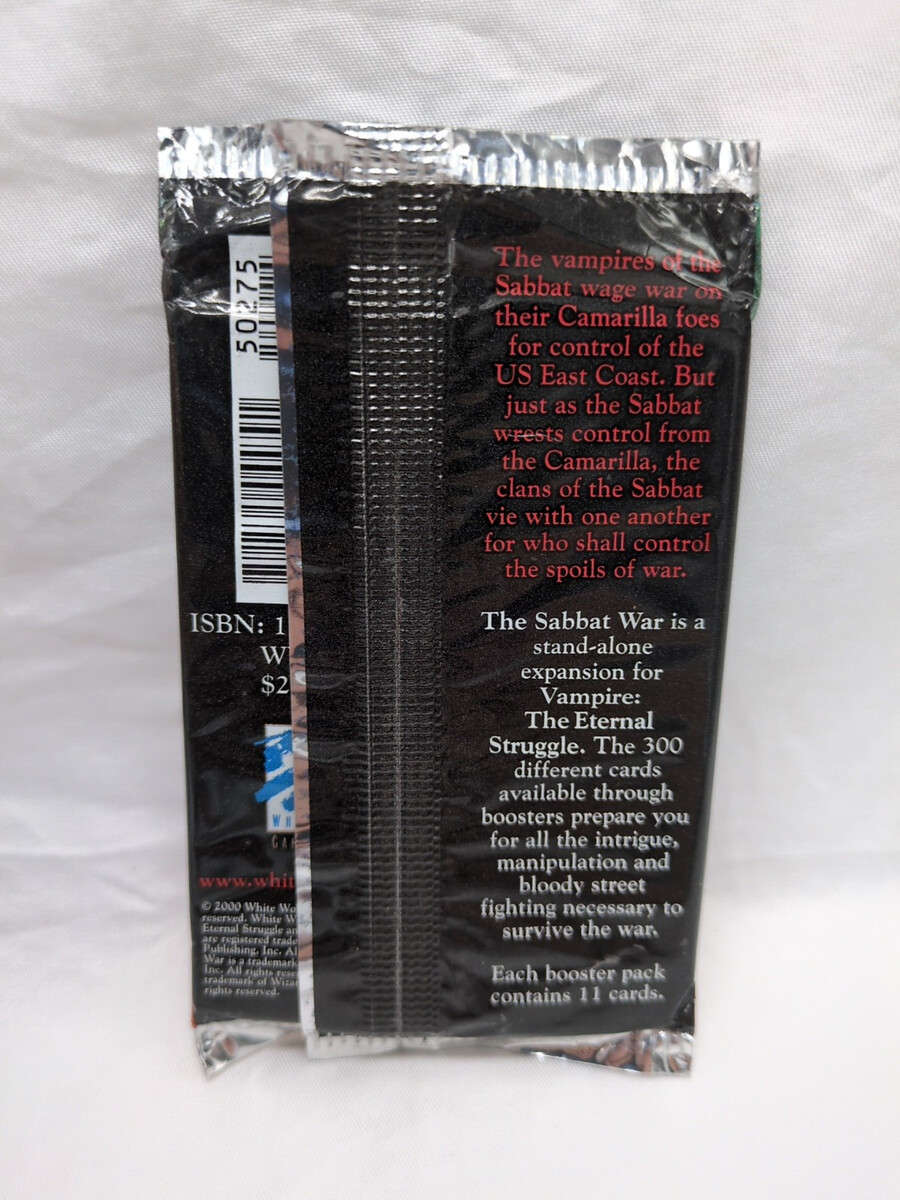 50275
ISBN: 1
$2
www.whit
© 2000 White Wo
reserved. White W
Eternal Struggle an
are registered trade
Publishing, Inc. Al
War is a trademark
Inc. All rights rese
trademark of Wizar
rights reserved.
The vampires of the
Sabbat wage war on
their Camarilla foes
for control of the
US East Coast. But
just as the Sabbat
wrests control from
the Camarilla, the
clans of the Sabbat
vie with one another
for who shall control
the spoils of war.
The Sabbat War is a
stand-alone
expansion for
Vampire:
The Eternal
Struggle. The 300
different cards
available through
boosters prepare you
for all the intrigue,
manipulation and
bloody street
fighting necessary to
survive the war.
Each booster pack
contains 11 cards.